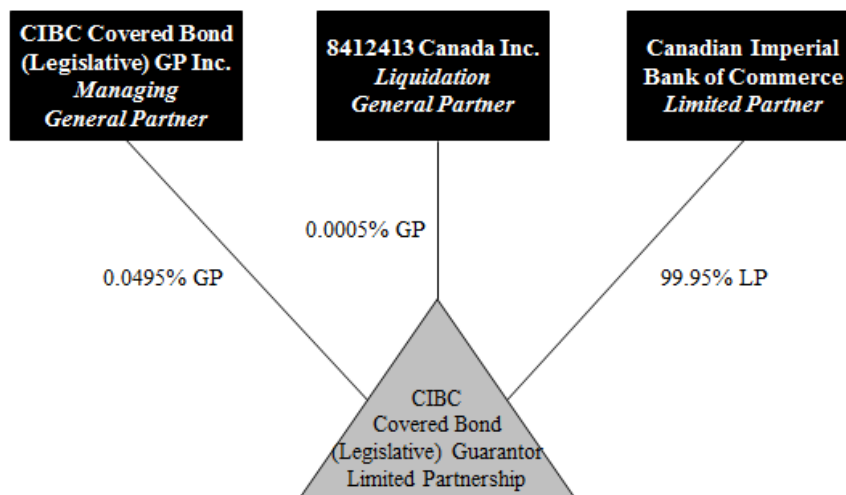 CIBC Covered Bond
(Legislative) GP Inc.
Managing
General Partner
8412413 Canada Inc.
Liquidation
General Partner
Canadian Imperial
Bank of Commerce
Limited Partner
0.0495% GP
0.0005% GP
99.95% LP
CIBC
Covered Bond
(Legislative) Guarantor
Limited Partnership